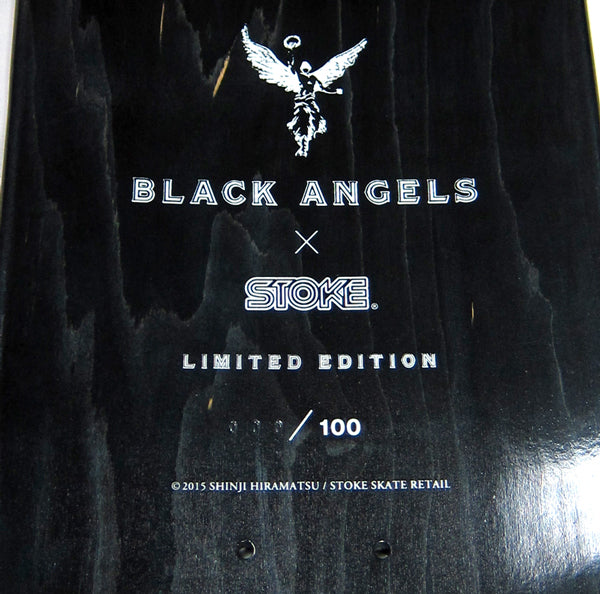 BLACK ANGELS
×
STOKE®
LIMITED EDITION
/ 100
© 2015 SHINJI HIRAMATSU / STOKE SKATE RETAIL